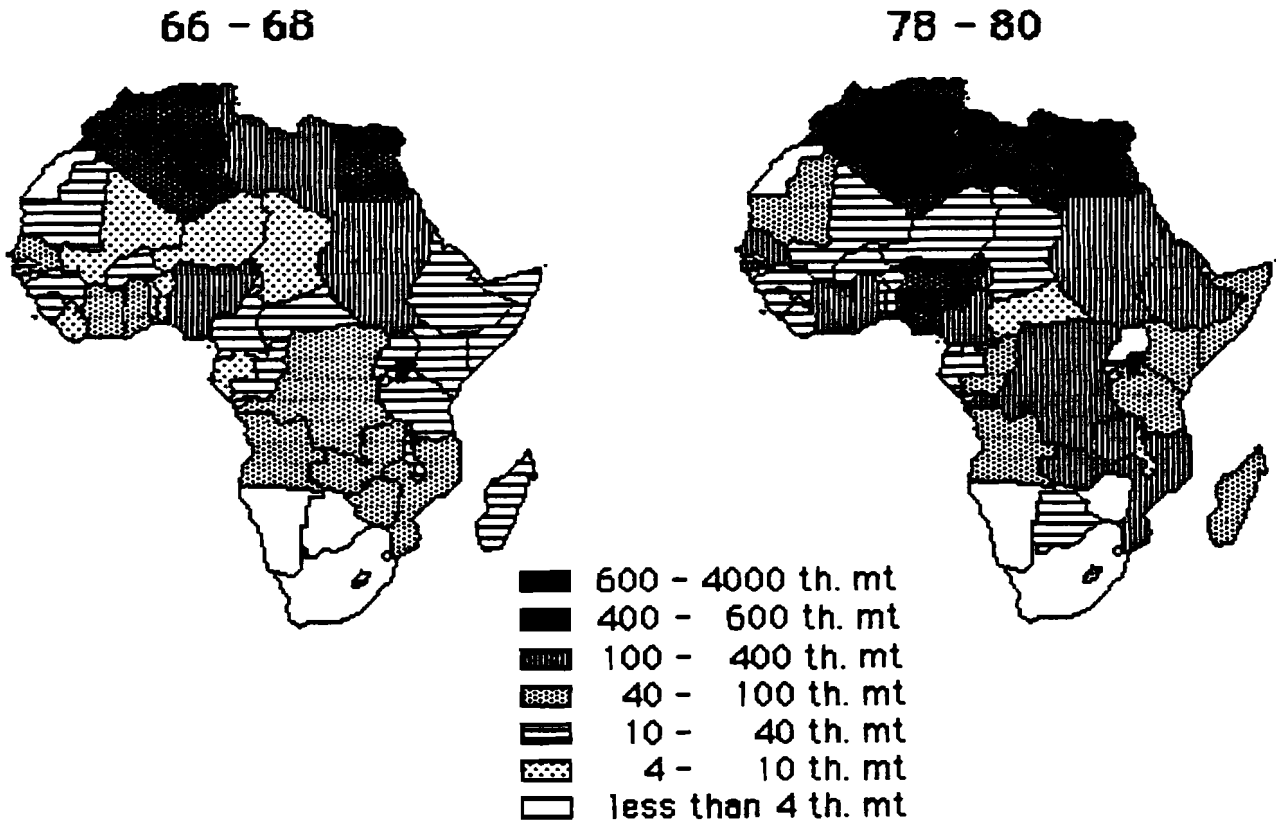 66 - 68
78 - 80
600 - 4000 th. mt
400 - 600 th. mt
100 - 400 th. mt
40 - 100 th. mt
10 - 40 th. mt
4 - 10 th. mt
less than 4 th. mt